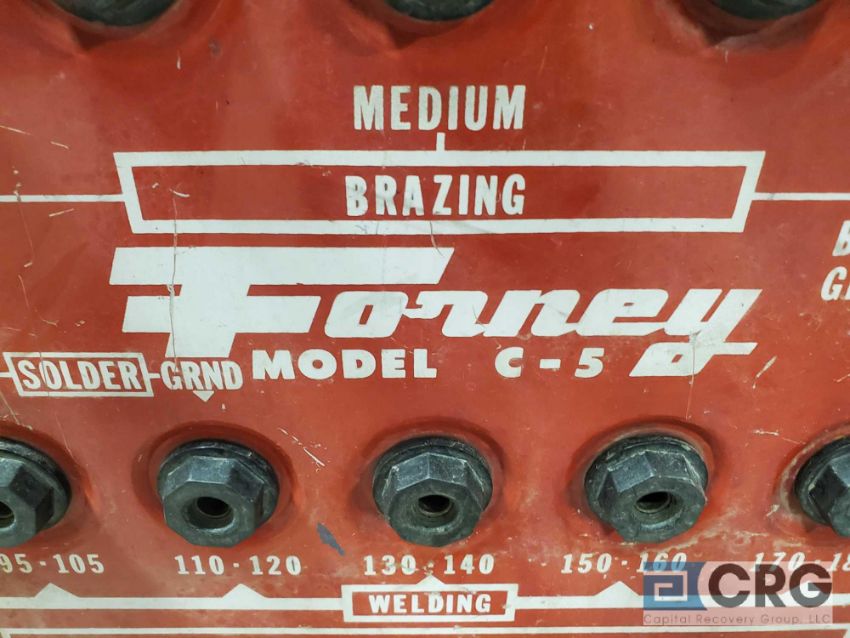 MEDIUM
BRAZING
Forney
MODEL C-5
SOLDER GRND
95-105 110-120 130-140 150-160
WELDING
CRG
Capital Recovery Group, LLC